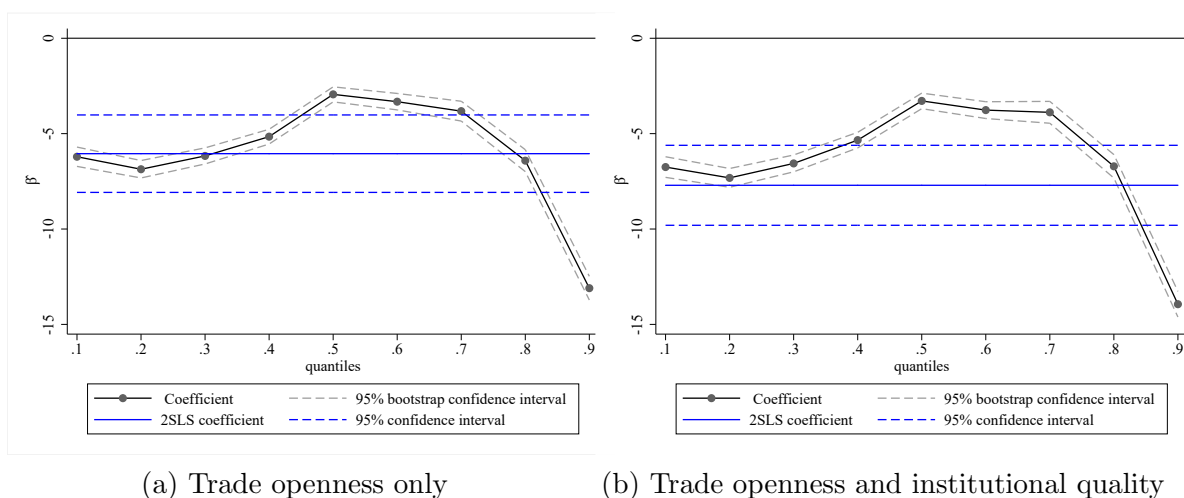 0
-5
-10
-15
β
.1 .2 .3 .4 .5 .6 .7 .8 .9
quantiles
Coefficient 95% bootstrap confidence interval
2SLS coefficient 95% confidence interval
(a) Trade openness only
0
-5
-10
-15
β
.1 .2 .3 .4 .5 .6 .7 .8 .9
quantiles
Coefficient 95% bootstrap confidence interval
2SLS coefficient 95% confidence interval
(b) Trade openness and institutional quality